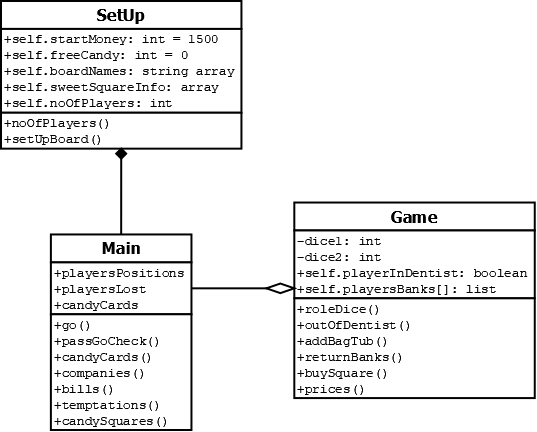 SetUp
+self.startMoney: int = 1500
+self.freeCandy: int = 0
+self.boardNames: string array
+self.sweetSquareInfo: array
+self.noOfPlayers: int
+noOfPlayers()
+setUpBoard()
Main
+playersPositions
+playersLost
+candyCards
+go()
+passGoCheck()
+candyCards()
+companies()
+bills()
+temptations()
+candySquares()
Game
-dice1: int
-dice2: int
+self.playerInDentist: boolean
+self.playersBanks[]: list
+roleDice()
+outOfDentist()
+addBagTub()
+returnBanks()
+buySquare()
+prices()